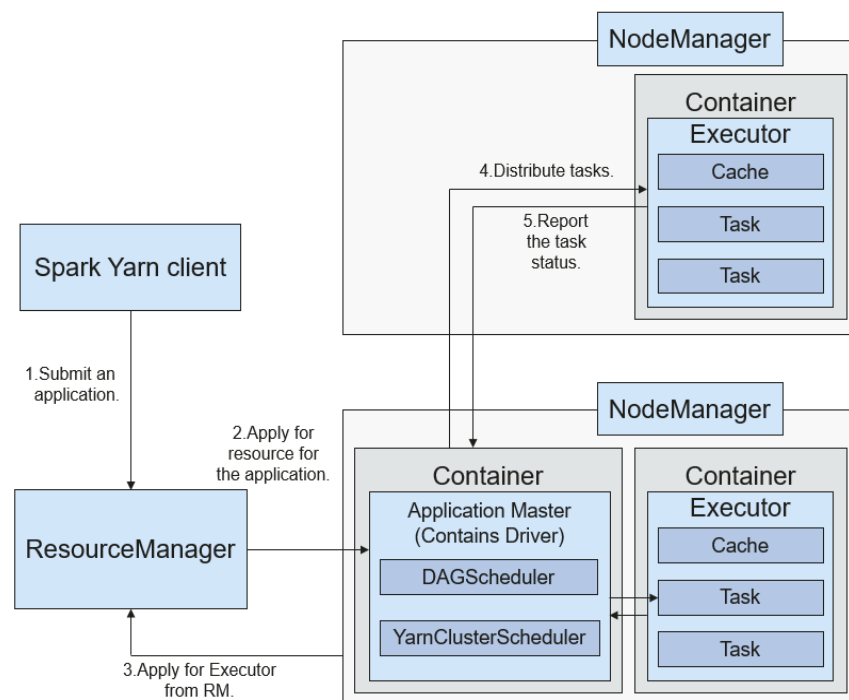 NodeManager
Container
Executor
Cache
Task
Task
4.Distribute tasks.
5.Report
the task
status.
Spark Yarn client
1.Submit an
application.
2.Apply for
resource for
the application.
ResourceManager
3.Apply for Executor
from RM.
NodeManager
Container
Application Master
(Contains Driver)
DAGScheduler
YarnClusterScheduler
Container
Executor
Cache
Task
Task